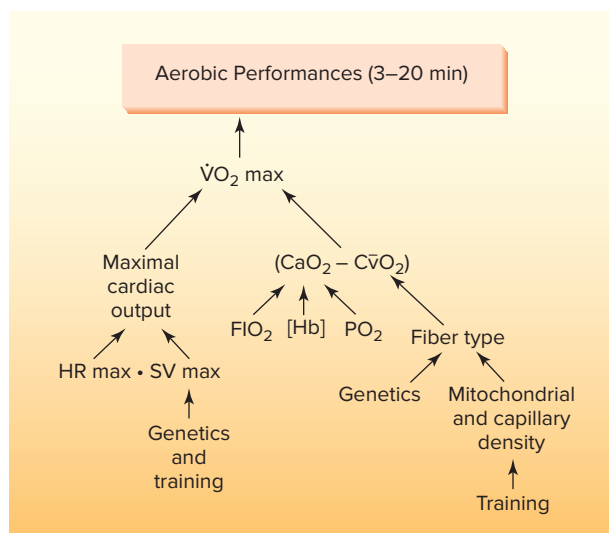 Aerobic Performances (3–20 min)
V̇O₂ max
Maximal
cardiac
output
(CaO₂ – Cv̄O₂)
FIO₂ [Hb] PO₂
Fiber type
HR max • SV max
Genetics
Mitochondrial
and capillary
density
Genetics
and
training
Training